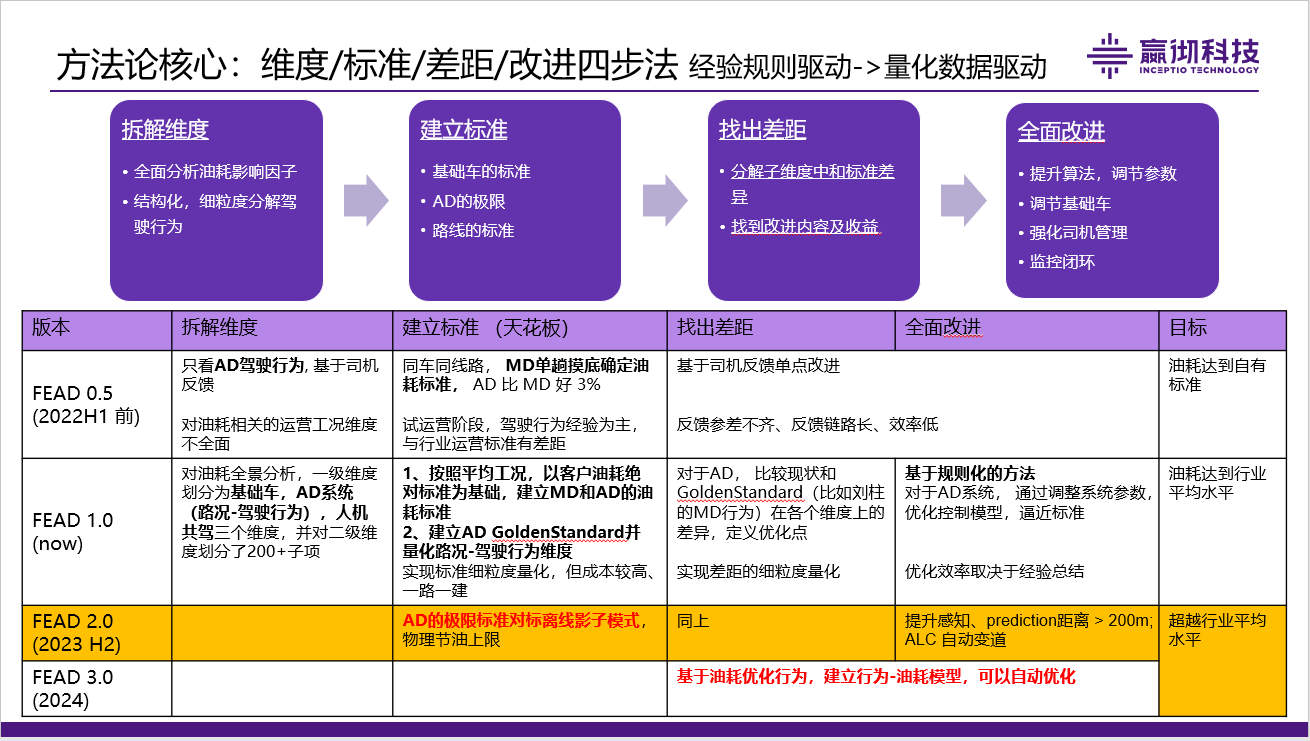 方法论核心：维度/标准/差距/改进四步法 经验规则驱动->量化数据驱动
嬴彻科技
INCEPTIO TECHNOLOGY
拆解维度
• 全面分析油耗影响因子
• 结构化，细粒度分解驾
驶行为
建立标准
• 基础车的标准
• AD的极限
• 路线的标准
找出差距
• 分解子维度中和标准差
异
• 找到改进内容及收益
全面改进
• 提升算法，调节参数
• 调节基础车
• 强化司机管理
• 监控闭环
版本
拆解维度
建立标准 （天花板）
找出差距
全面改进
目标
FEAD 0.5
(2022H1 前)
只看AD驾驶行为, 基于司机
反馈
对油耗相关的运营工况维度
不全面
同车同线路， MD单趟摸底确定油
耗标准， AD 比 MD 好 3%
试运营阶段，驾驶行为经验为主，
与行业运营标准有差距
基于司机反馈单点改进
反馈参差不齐、反馈链路长、效率低
油耗达到自有
标准
FEAD 1.0
(now)
对油耗全景分析，一级维度
划分为基础车，AD系统
（路况-驾驶行为），人机
共驾三个维度，并对二级维
度划分了200+子项
1、按照平均工况，以客户油耗绝
对标准为基础，建立MD和AD的油
耗标准
2、建立AD GoldenStandard并
量化路况-驾驶行为维度
实现标准细粒度量化，但成本较高、
一路一建
对于AD， 比较现状和
GoldenStandard（比如刘柱
的MD行为）在各个维度上的
差异，定义优化点
实现差距的细粒度量化
基于规则化的方法
对于AD系统， 通过调整系统参数，
优化控制模型，逼近标准
优化效率取决于经验总结
油耗达到行业
平均水平
FEAD 2.0
(2023 H2)
AD的极限标准对标离线影子模式，
物理节油上限
同上
提升感知、prediction距离 > 200m;
ALC 自动变道
超越行业平均
水平
FEAD 3.0
(2024)
基于油耗优化行为，建立行为-油耗模型，可以自动优化